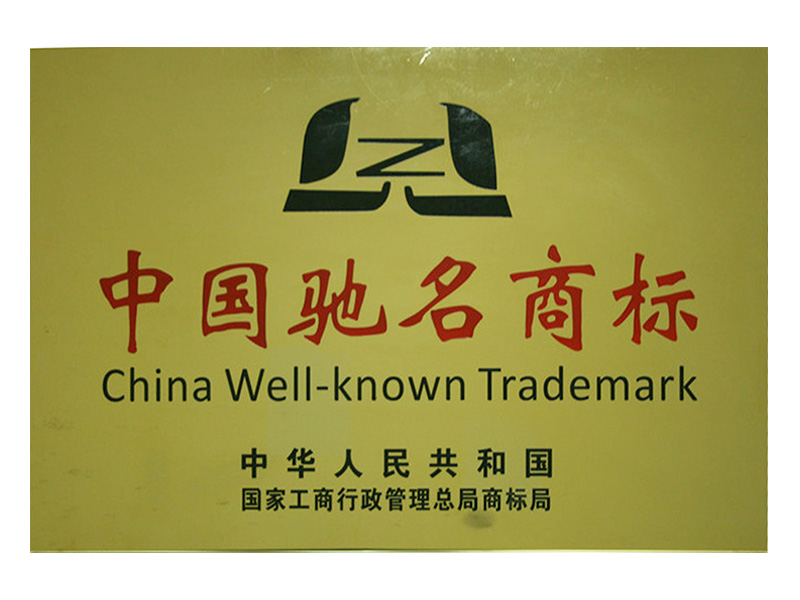 中国驰名商标
China Well-known Trademark
中华人民共和国
国家工商行政管理总局商标局